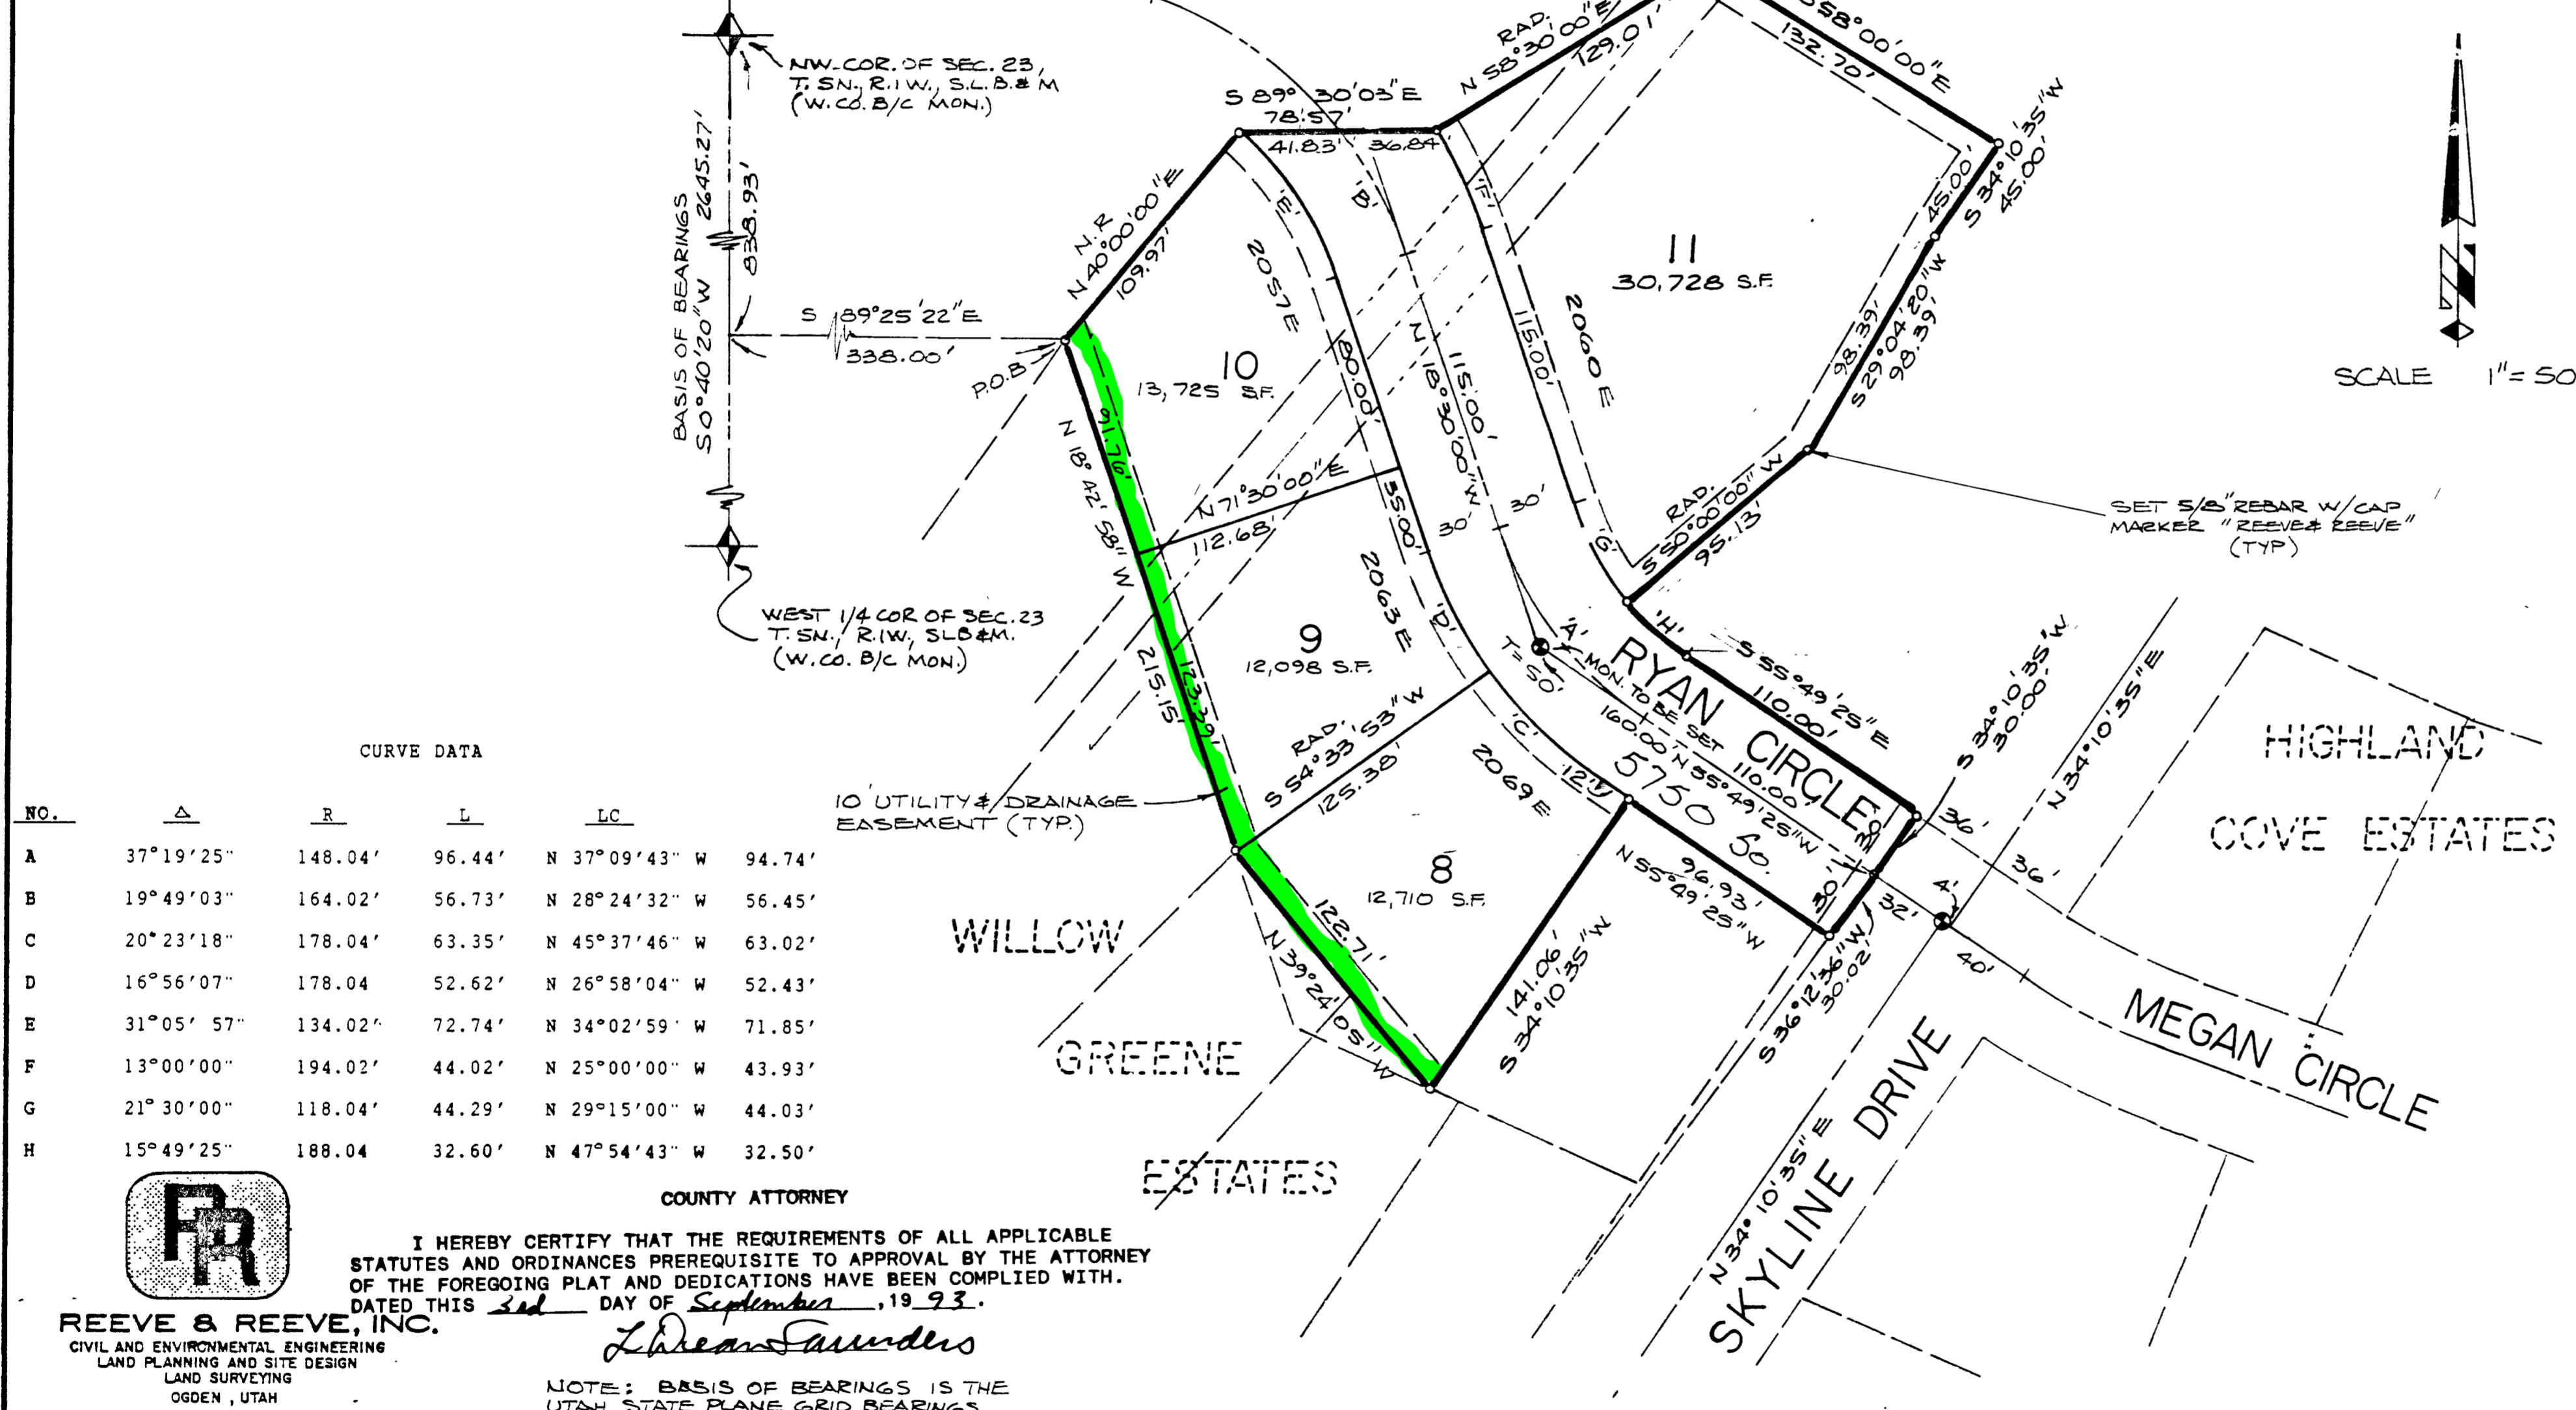 NW COR. OF SEC. 23,
T. 5N., R. 1 W., S.L.B.& M
(W.CO. B/C MON.)
BASIS OF BEARINGS
S 0°40'20"W 2645.27'
838.93'
S 89°25'22"E
338.00'
P.O.B.
WEST 1/4 COR OF SEC. 23
T. 5N., R.1W., SLB&M.
(W.CO. B/C MON.)
S 89° 30'03"E
78.57'
41.83' 36.84'
RAD.
N 58°30'00"E
129.01'
S58°00'00"E
132.70'
S 34°10'35"W
45.00'
45.00'
N.R
N 40°00'00"E
109.97'
'E'
'B'
'F'
2057 E
10
13,725 S.F.
80.00'
115.00'
N 18°30'00"W
115.00'
2060 E
11
30,728 S.F.
98.39'
S 29°04'20"W
98.39'
SCALE 1"= 50
91.76'
N 18° 42' 58" W
215.15'
N 71°30'00"E
112.68'
35.00'
30' 30'
'G'
RAD.
S 50°00'00"W
95.13'
SET 5/8" REBAR W/CAP
MARKER "REEVE & REEVE"
(TYP)
2063 E
'D'
9
12,098 S.F.
123.39'
'A'
T=50'
MON. TO BE SET
'H'
S 55°49'25"E
110.00'
RYAN CIRCLE
160.00' N 55°49'25"W
110.00'
5750 SO.
S 34°10'35"W
30.00'
N34°10'35"E
HIGHLAND
COVE ESTATES
RAD.
S 54°33'53"W
125.38'
'C'
2069 E
12'
10' UTILITY & DRAINAGE
EASEMENT (TYP.)
8
12,710 S.F.
122.71'
N 39°24'05"W
141.06'
S 34°10'35"W
96.93'
N 55°49'25"W
30'
30'
36'
36'
32'
4'
40'
S 36°12'36"W
30.02'
WILLOW
GREENE
ESTATES
MEGAN CIRCLE
N34°10'35"E
SKYLINE DRIVE
CURVE DATA
NO. Δ R L LC
A 37°19'25" 148.04' 96.44' N 37°09'43" W 94.74'
B 19°49'03" 164.02' 56.73' N 28°24'32" W 56.45'
C 20°23'18" 178.04' 63.35' N 45°37'46" W 63.02'
D 16°56'07" 178.04 52.62' N 26°58'04" W 52.43'
E 31°05' 57" 134.02' 72.74' N 34°02'59' W 71.85'
F 13°00'00" 194.02' 44.02' N 25°00'00" W 43.93'
G 21°30'00" 118.04' 44.29' N 29°15'00" W 44.03'
H 15°49'25" 188.04 32.60' N 47°54'43" W 32.50'
RR
REEVE & REEVE, INC.
CIVIL AND ENVIRONMENTAL ENGINEERING
LAND PLANNING AND SITE DESIGN
LAND SURVEYING
OGDEN , UTAH
COUNTY ATTORNEY
I HEREBY CERTIFY THAT THE REQUIREMENTS OF ALL APPLICABLE
STATUTES AND ORDINANCES PREREQUISITE TO APPROVAL BY THE ATTORNEY
OF THE FOREGOING PLAT AND DEDICATIONS HAVE BEEN COMPLIED WITH.
DATED THIS 3rd DAY OF September , 19 93.
L Dean Saunders
NOTE: BASIS OF BEARINGS IS THE
UTAH STATE PLANE GRID BEARINGS